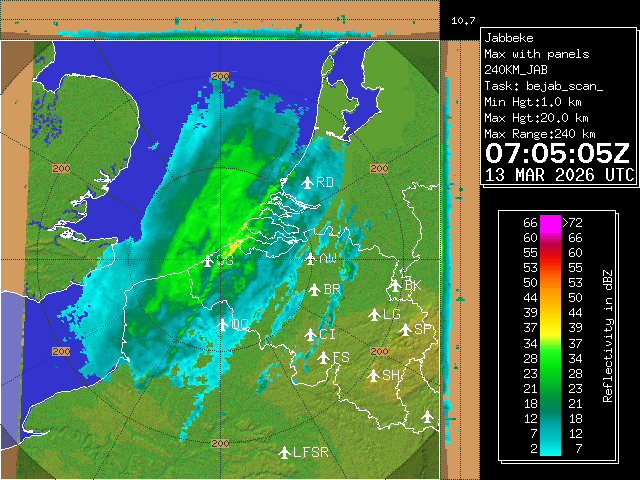 10.7
Jabbeke
Max with panels
240KM_JAB
Task: bejab_scan_
Min Hgt:1.0 km
Max Hgt:20.0 km
Max Range:240 km
07:05:05Z
13 MAR 2026 UTC
200
200
200
RD
AW
BR
BK
LG
QQ
CI
SP
200
200
FS
SH
200
LFSR
66 >72
60 66
55 60
53 55
50 53
44 50
39 44
37 39
34 37
28 34
23 28
21 23
18 21
12 18
7 12
2 7
Reflectivity in dBZ